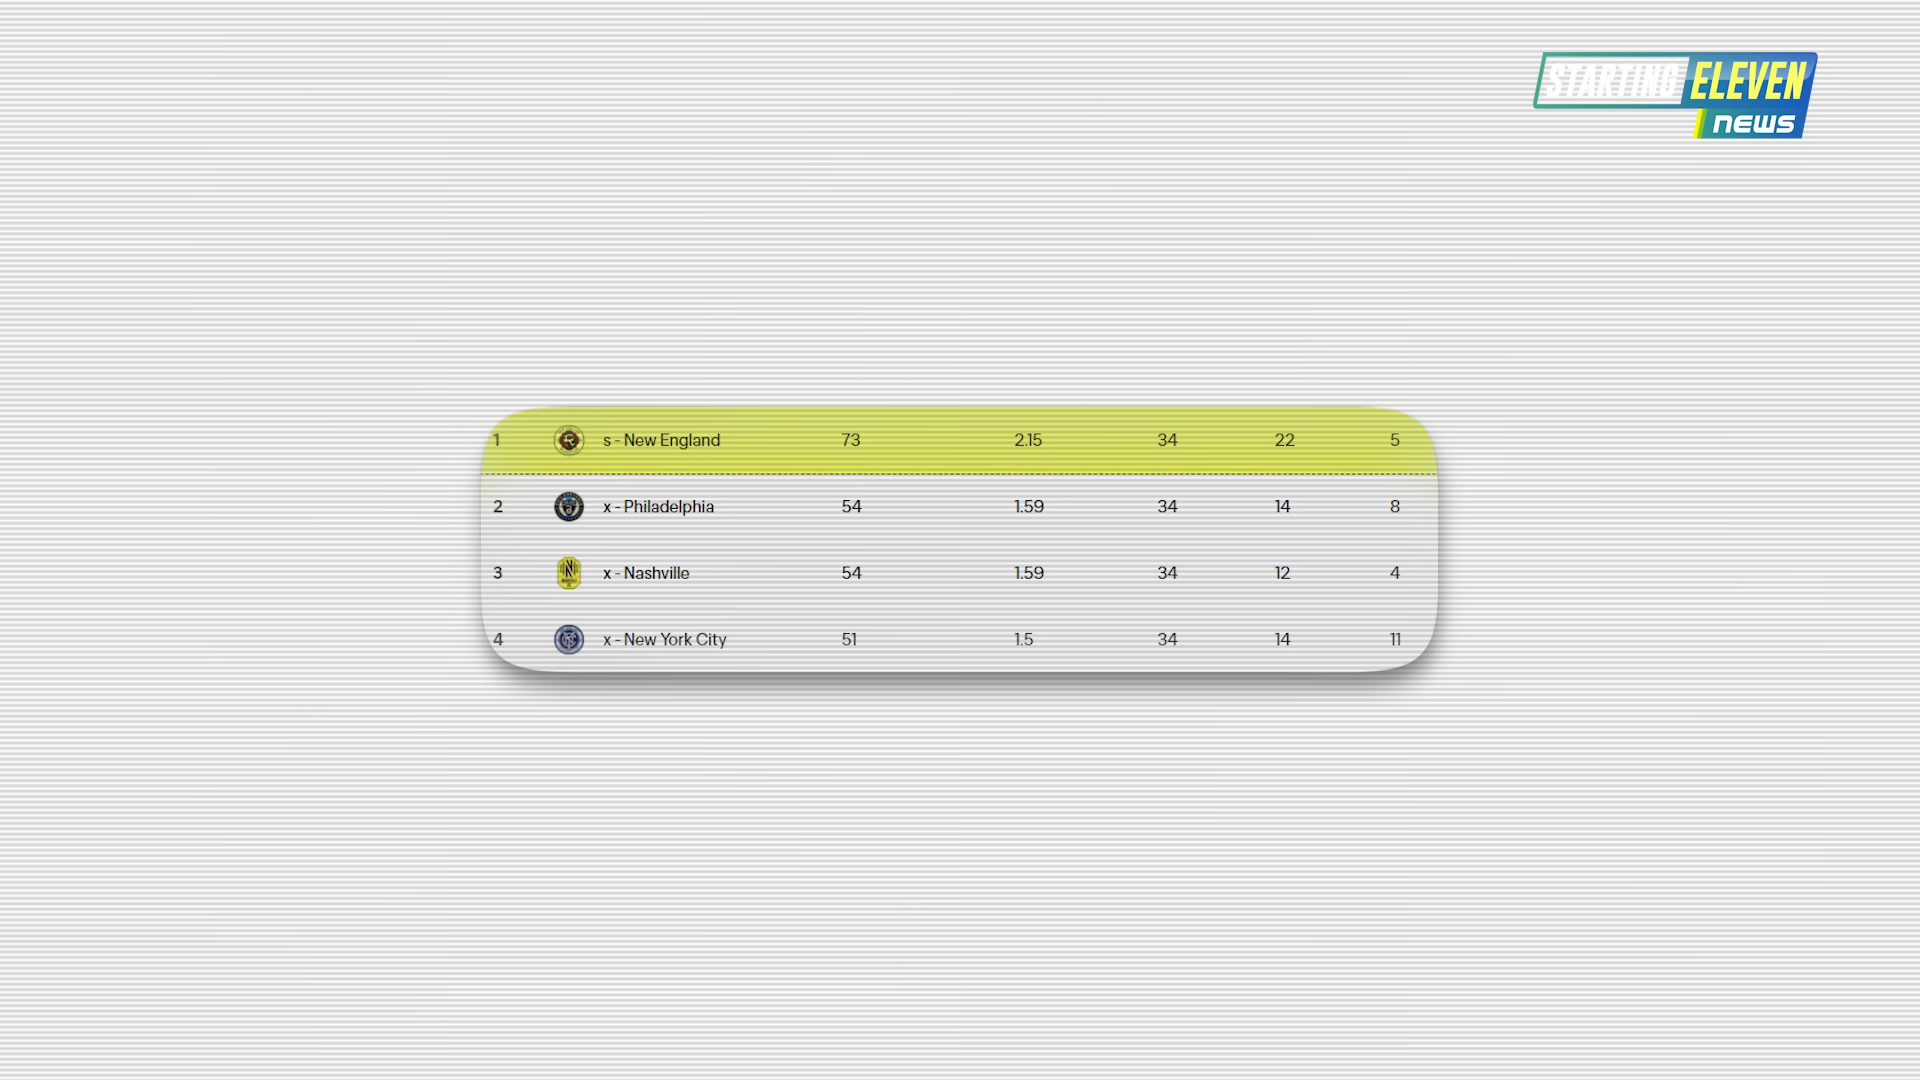 STARTING ELEVEN
news
1 s - New England 73 2.15 34 22 5
2 x - Philadelphia 54 1.59 34 14 8
3 x - Nashville 54 1.59 34 12 4
4 x - New York City 51 1.5 34 14 11